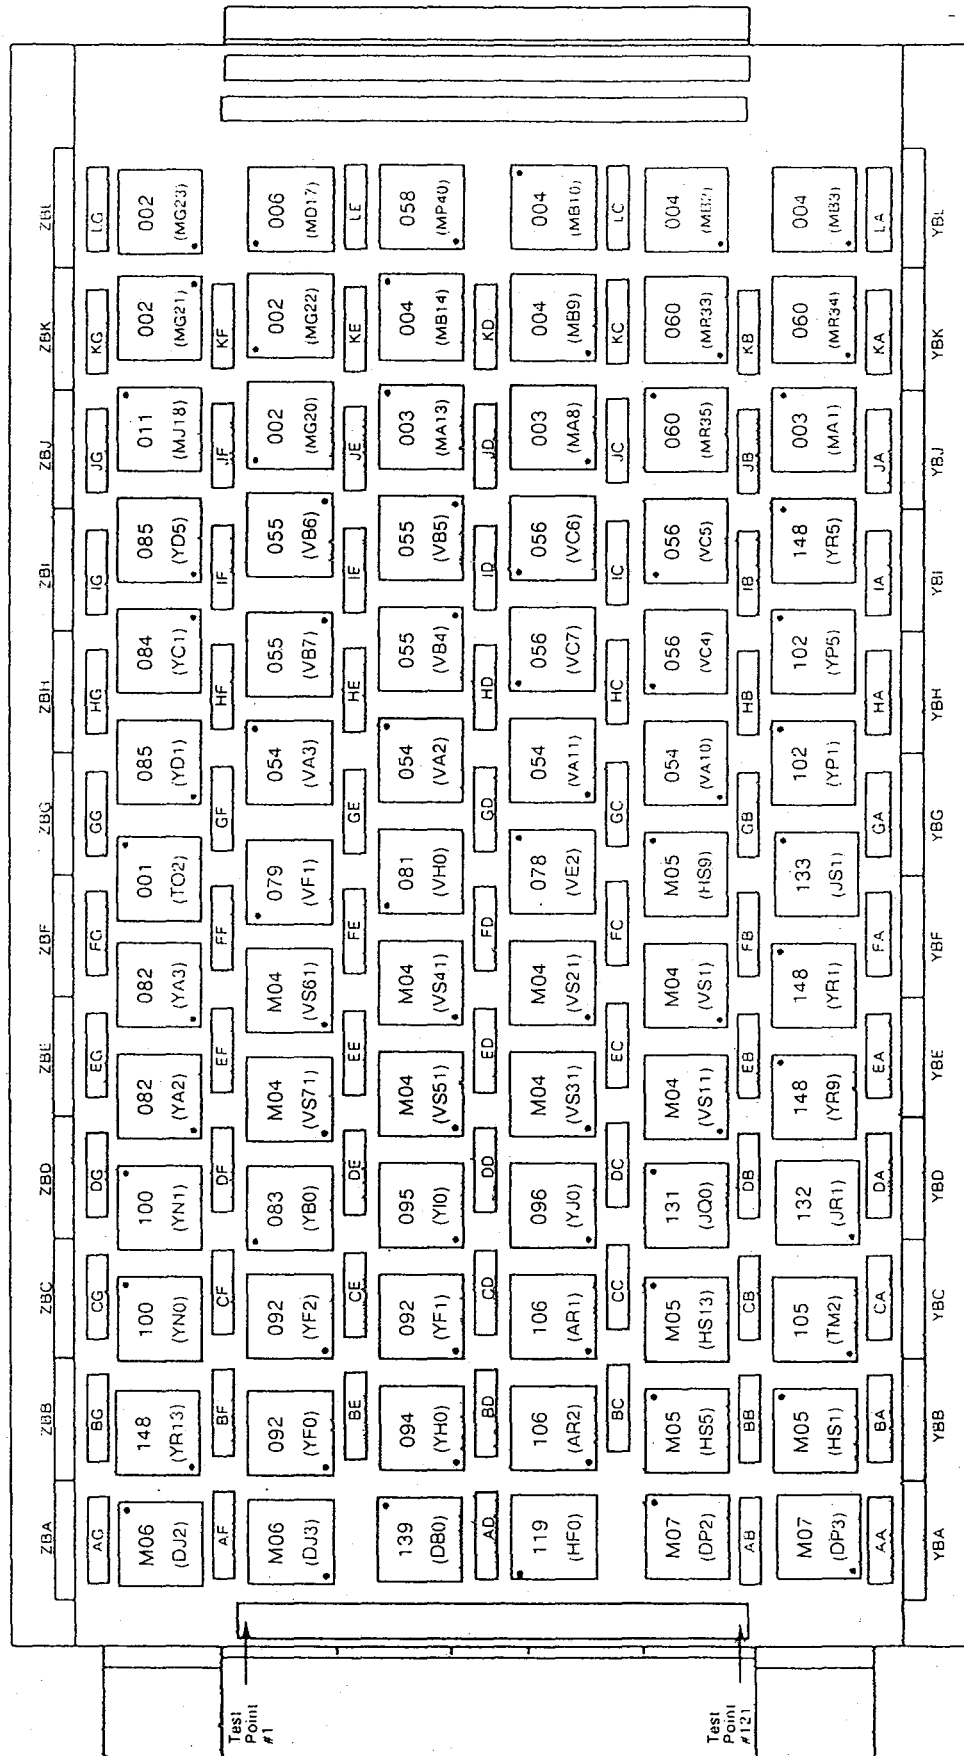 ZBA ZBB ZBC ZBD ZBE ZBF ZBG ZBH ZBI ZBJ ZBK ZBL
AG BG CG DG EG FG GG HG IG JG KG LG
M06 148 100 100 082 082 001 085 084 085 011 002 002
(DJ2) (YR13) (YN0) (YN1) (YA2) (YA3) (TO2) (YD1) (YC1) (YD5) (MJ18) (MG21) (MG23)
AF BF CF DF EF FF GF HF IF JF KF
M06 092 092 083 M04 M04 079 054 055 055 002 002 006
(DJ3) (YF0) (YF2) (YB0) (VS71) (VS61) (VF1) (VA3) (VB7) (VB6) (MG20) (MG22) (MD17)
BE CE DE EE FE GE HE IE JE KE LE
139 094 092 095 M04 M04 081 054 055 055 003 004 058
(DB0) (YH0) (YF1) (YI0) (VS51) (VS41) (VH0) (VA2) (VB4) (VB5) (MA13) (MB14) (MP40)
AD BD CD DD ED FD GD HD ID JD KD
119 106 106 096 M04 M04 078 054 056 056 003 004 004
(HF0) (AR2) (AR1) (YJ0) (VS31) (VS21) (VE2) (VA11) (VC7) (VC6) (MA8) (MB9) (MB10)
BC CC DC EC FC GC HC IC JC KC LC
M07 M05 M05 131 M04 M04 M05 054 056 056 060 060 004
(DP2) (HS5) (HS13) (JQ0) (VS11) (VS1) (HS9) (VA10) (VC4) (VC5) (MR35) (MR33) (MB2)
AB BB CB DB EB FB GB HB IB JB KB
M07 M05 105 132 148 148 133 102 102 148 003 060 004
(DP3) (HS1) (TM2) (JR1) (YR9) (YR1) (JS1) (YP1) (YP5) (YR5) (MA1) (MR34) (MB3)
AA BA CA DA EA FA GA HA IA JA KA LA
YBA YBB YBC YBD YBE YBF YBG YBH YBI YBJ YBK YBL
Test
Point
#1
Test
Point
#121